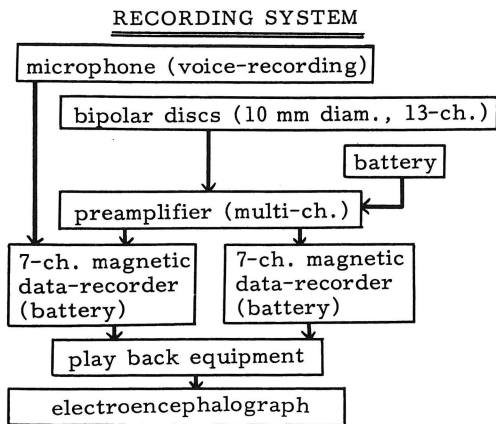 RECORDING SYSTEM
microphone (voice-recording)
bipolar discs (10 mm diam., 13-ch.)
battery
preamplifier (multi-ch.)
7-ch. magnetic
data-recorder
(battery)
7-ch. magnetic
data-recorder
(battery)
play back equipment
electroencephalograph